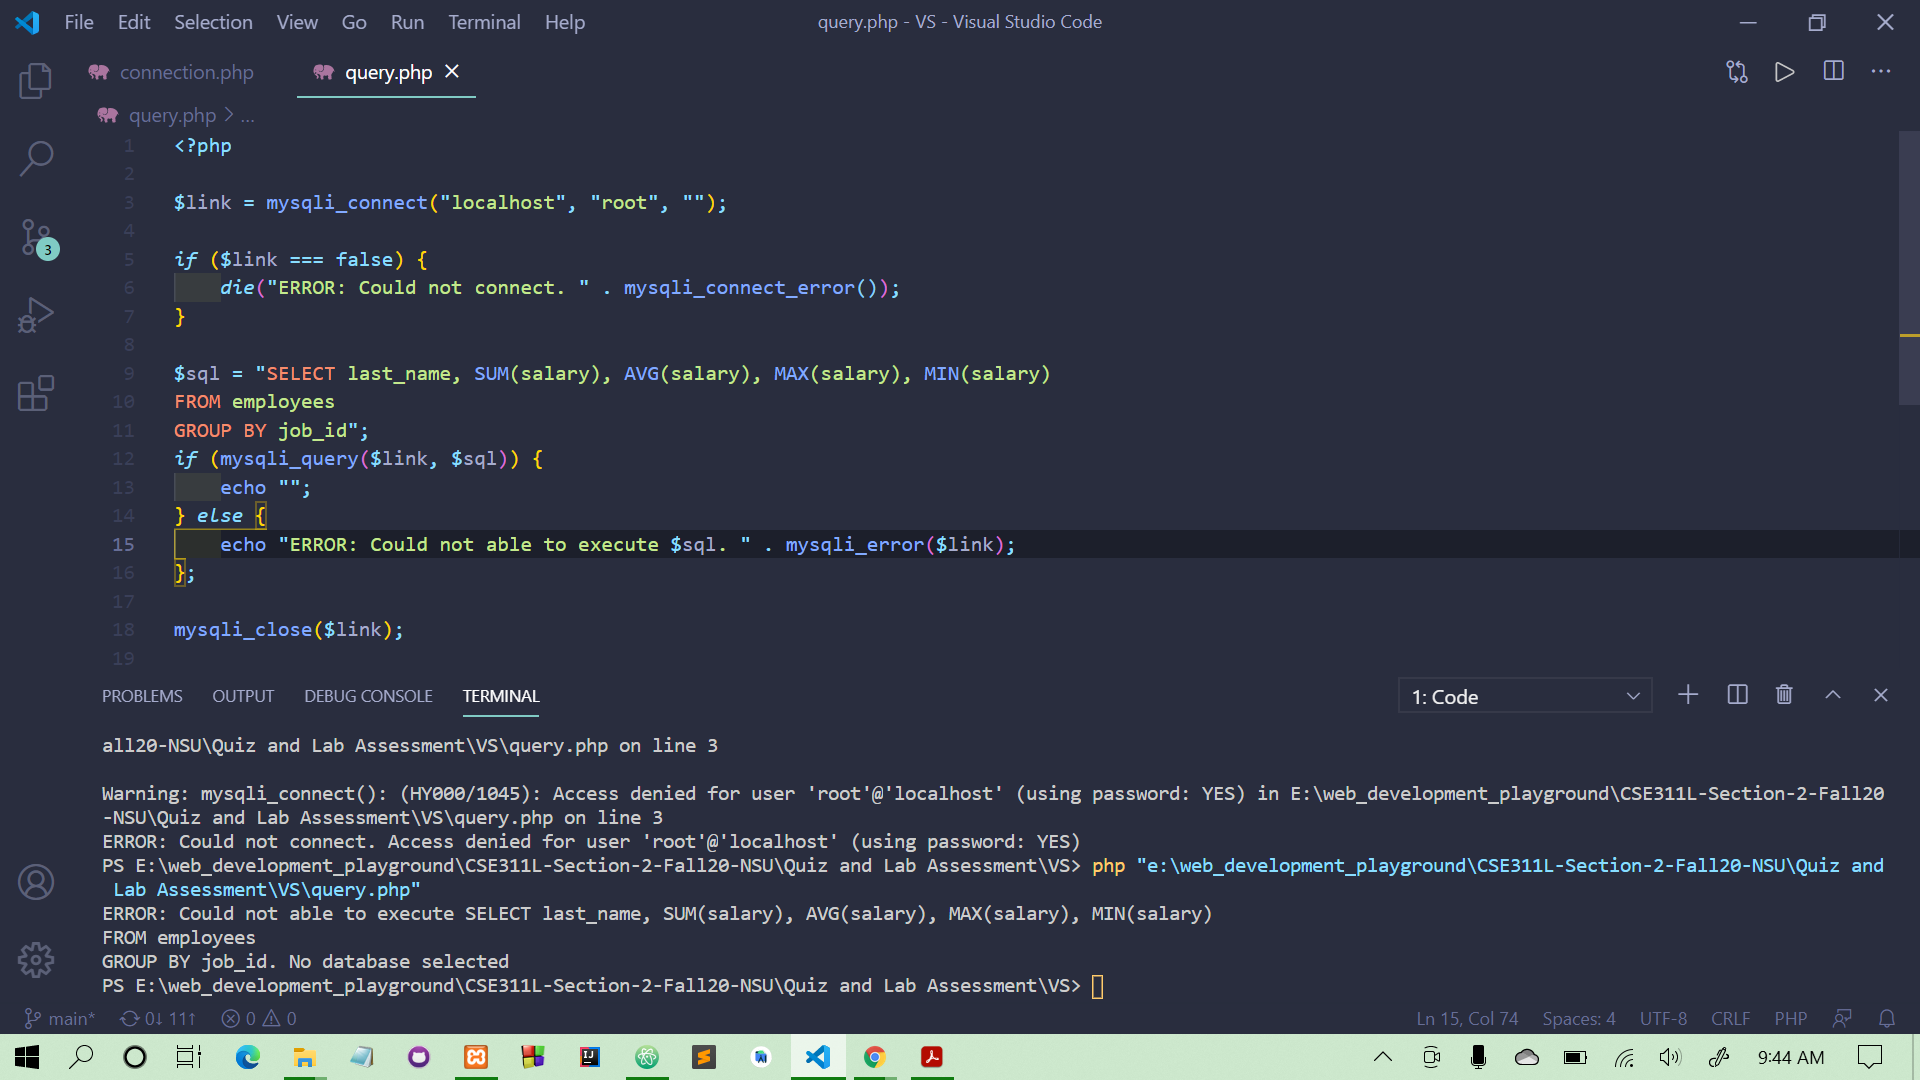 File Edit Selection View Go Run Terminal Help
query.php - VS - Visual Studio Code
connection.php
query.php
query.php > ...
1 <?php
2
3 $link = mysqli_connect("localhost", "root", "");
4
5 if ($link === false) {
6 die("ERROR: Could not connect. " . mysqli_connect_error());
7 }
8
9 $sql = "SELECT last_name, SUM(salary), AVG(salary), MAX(salary), MIN(salary)
10 FROM employees
11 GROUP BY job_id";
12 if (mysqli_query($link, $sql)) {
13 echo "";
14 } else {
15 echo "ERROR: Could not able to execute $sql. " . mysqli_error($link);
16 };
17
18 mysqli_close($link);
19
3
PROBLEMS OUTPUT DEBUG CONSOLE TERMINAL
1: Code
all20-NSU\Quiz and Lab Assessment\VS\query.php on line 3
Warning: mysqli_connect(): (HY000/1045): Access denied for user 'root'@'localhost' (using password: YES) in E:\web_development_playground\CSE311L-Section-2-Fall20
-NSU\Quiz and Lab Assessment\VS\query.php on line 3
ERROR: Could not connect. Access denied for user 'root'@'localhost' (using password: YES)
PS E:\web_development_playground\CSE311L-Section-2-Fall20-NSU\Quiz and Lab Assessment\VS> php "e:\web_development_playground\CSE311L-Section-2-Fall20-NSU\Quiz and
Lab Assessment\VS\query.php"
ERROR: Could not able to execute SELECT last_name, SUM(salary), AVG(salary), MAX(salary), MIN(salary)
FROM employees
GROUP BY job_id. No database selected
PS E:\web_development_playground\CSE311L-Section-2-Fall20-NSU\Quiz and Lab Assessment\VS>
main* 0↓ 11↑ 0 0
Ln 15, Col 74 Spaces: 4 UTF-8 CRLF PHP
9:44 AM